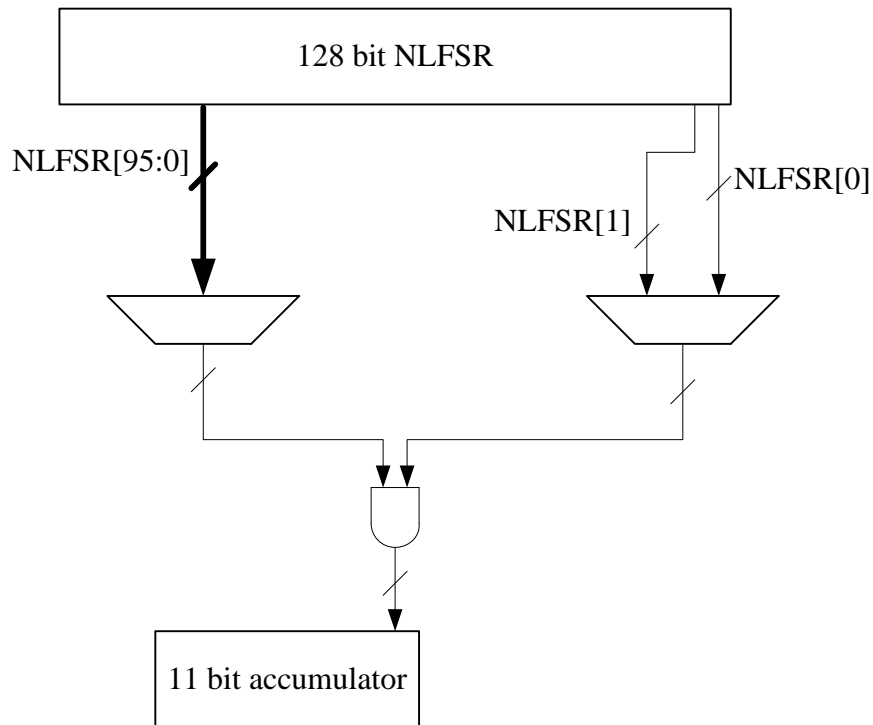 128 bit NLFSR
NLFSR[95:0]
NLFSR[0]
NLFSR[1]
11 bit accumulator